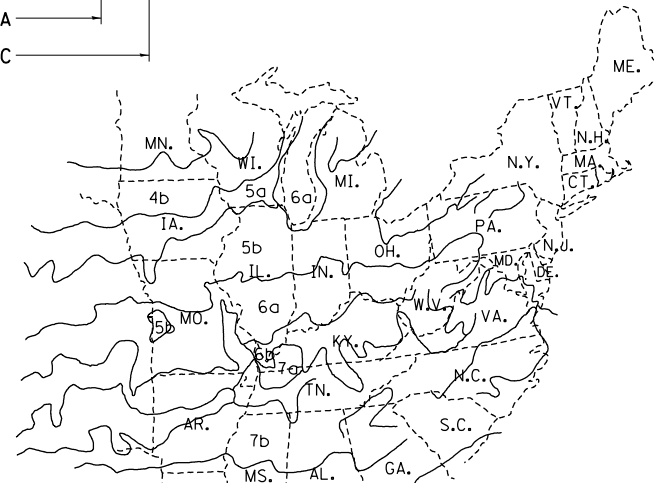 A
C
ME.
VT.
MN.
N.H.
WI.
N.Y.
MA.
MI.
CT.
4b
5a
6a
IA.
PA.
5b
OH.
N.J.
MD.
IL.
IN.
DE.
6a
W.V.
MO.
VA.
5b
KY.
6b
7a
N.C.
TN.
AR.
S.C.
7b
GA.
MS.
AL.